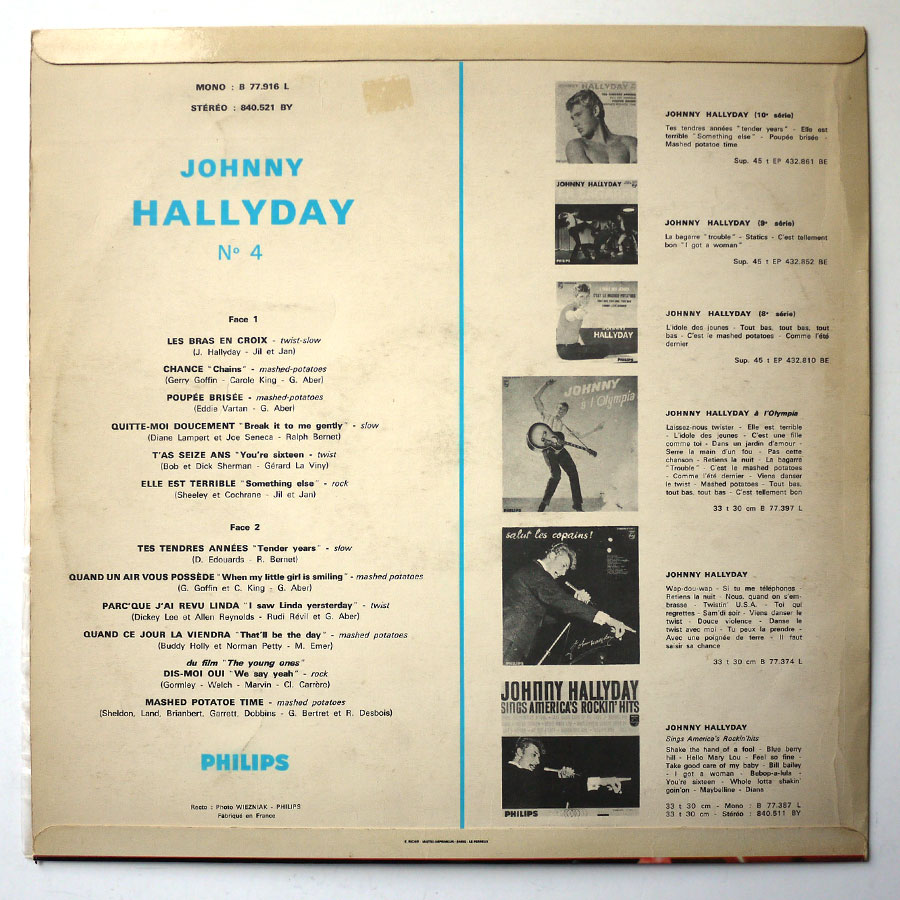 MONO : B 77.916 L
STÉRÉO : 840.521 BY
JOHNNY
HALLYDAY
Nº 4
Face 1
LES BRAS EN CROIX - twist-slow
(J. Hallyday - Jil et Jan)
CHANCE "Chains" - mashed-potatoes
(Gerry Goffin - Carole King - G. Aber)
POUPÉE BRISÉE - mashed-potatoes
(Eddie Vartan - G. Aber)
QUITTE-MOI DOUCEMENT "Break it to me gently" - slow
(Diane Lampert et Joe Seneca - Ralph Bernet)
T'AS SEIZE ANS "You're sixteen" - twist
(Bob et Dick Sherman - Gérard La Viny)
ELLE EST TERRIBLE "Something else" - rock
(Sheeley et Cochrane - Jil et Jan)
Face 2
TES TENDRES ANNÉES "Tender years" - slow
(D. Edouards - R. Bernet)
QUAND UN AIR VOUS POSSÈDE "When my little girl is smiling" - mashed potatoes
(G. Goffin et C. King - G. Aber)
PARC'QUE J'AI REVU LINDA "I saw Linda yersterday" - twist
(Dickey Lee et Allen Reynolds - Rudi Révil et G. Aber)
QUAND CE JOUR LA VIENDRA "That'll be the day" - mashed potatoes
(Buddy Holly et Norman Petty - M. Emer)
du film "The young ones"
DIS-MOI OUI "We say yeah" - rock
(Gormley - Welch - Marvin - Cl. Carrère)
MASHED POTATOE TIME - mashed potatoes
(Sheldon, Land, Brianbert, Garrett, Dobbins - G. Bertret et R. Desbois)
PHILIPS
Recto : Photo WIEZNIAK - PHILIPS
Fabriqué en France
HALLYDAY
JOHNNY HALLYDAY (10e série)
Tes tendres années "tender years" - Elle est
terrible "Something else" - Poupée brisée -
Mashed potatoe time
Sup. 45 t EP 432.861 BE
JOHNNY HALLYDAY
PHILIPS
JOHNNY HALLYDAY (9e série)
La bagarre "trouble" - Statics - C'est tellement
bon "I got a woman"
Sup. 45 t EP 432.852 BE
C'EST LE MASHED POTATOES
JOHNNY
HALLYDAY
PHILIPS
JOHNNY HALLYDAY (8e série)
L'idole des jeunes - Tout bas, tout bas, tout
bas - C'est le mashed potatoes - Comme l'été
dernier
Sup. 45 t EP 432.810 BE
JOHNNY
à l'Olympia
JOHNNY HALLYDAY à l'Olympia
Laissez-nous twister - Elle est terrible
- L'idole des jeunes - C'est une fille
comme toi - Dans un jardin d'amour -
Serre la main d'un fou - Pas cette
chanson - Retiens la nuit - La bagarre
"Trouble" - C'est le mashed potatoes
- Comme l'été dernier - Viens danser
le twist - Mashed potatoes - Tout bas,
tout bas, tout bas - C'est tellement bon
33 t 30 cm B 77.397 L
salut les copains!
Johnny Hallyday
PHILIPS
JOHNNY HALLYDAY
Wap-dou-wap - Si tu me téléphones -
Retiens la nuit - Nous, quand on s'em-
brasse - Twistin' U.S.A. - Toi qui
regrettes - Sam'di soir - Viens danser le
twist - Douce violence - Danse le
twist avec moi - Tu peux la prendre -
Avec une poignée de terre - Il faut
saisir sa chance
33 t 30 cm B 77.374 L
JOHNNY HALLYDAY
SINGS AMERICA'S ROCKIN' HITS
PHILIPS
JOHNNY HALLYDAY
Sings America's Rockin'hits
Shake the hand of a fool - Blue berry
hill - Hello Mary Lou - Feel so fine -
Take good care of my baby - Bill bailey
- I got a woman - Bebop-a-lula -
You're sixteen - Whole lotta shakin'
goin'on - Maybelline - Diana
33 t 30 cm - Mono : B 77.387 L
33 t 30 cm - Stéréo : 840.511 BY